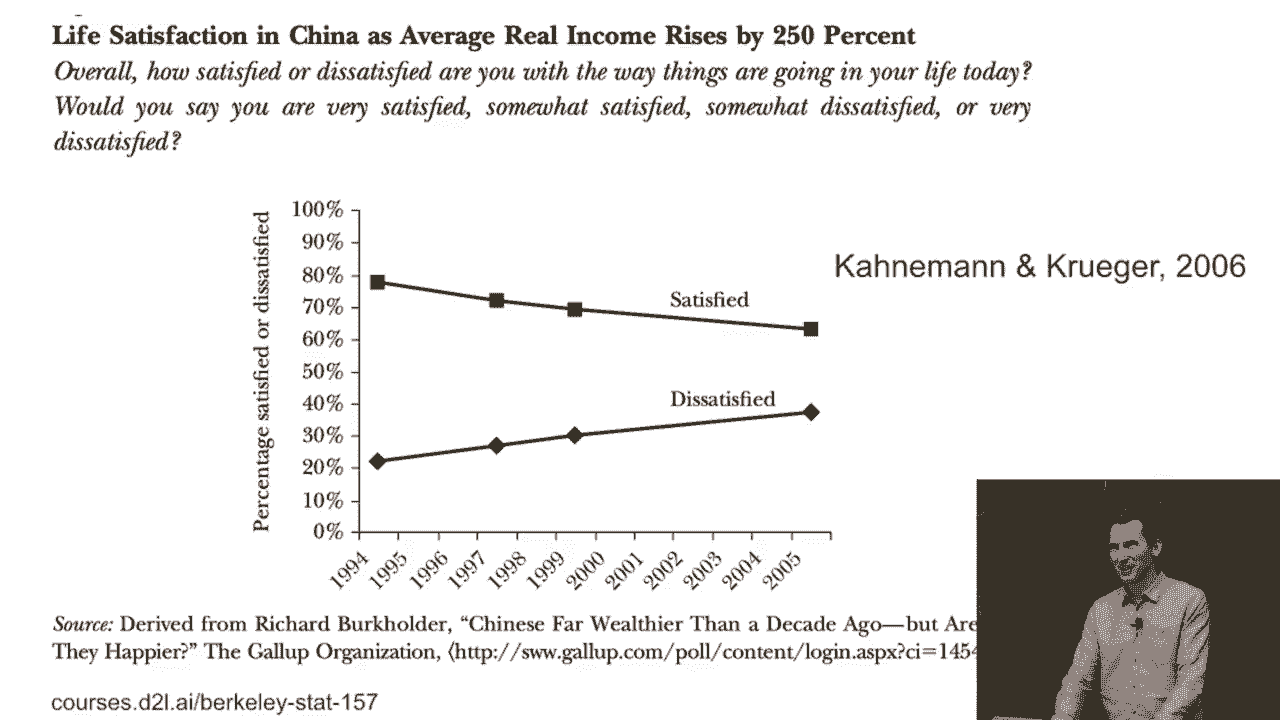 Life Satisfaction in China as Average Real Income Rises by 250 Percent
Overall, how satisfied or dissatisfied are you with the way things are going in your life today?
Would you say you are very satisfied, somewhat satisfied, somewhat dissatisfied, or very
dissatisfied?
Percentage satisfied or dissatisfied
100%
90%
80%
70%
60%
50%
40%
30%
20%
10%
0%
Satisfied
Dissatisfied
1994
1995
1996
1997
1998
1999
2000
2001
2002
2003
2004
2005
Kahnemann & Krueger, 2006
Source: Derived from Richard Burkholder, “Chinese Far Wealthier Than a Decade Ago—but Are
They Happier?” The Gallup Organization, ⟨http://sww.gallup.com/poll/content/login.aspx?ci=1454
courses.d2l.ai/berkeley-stat-157